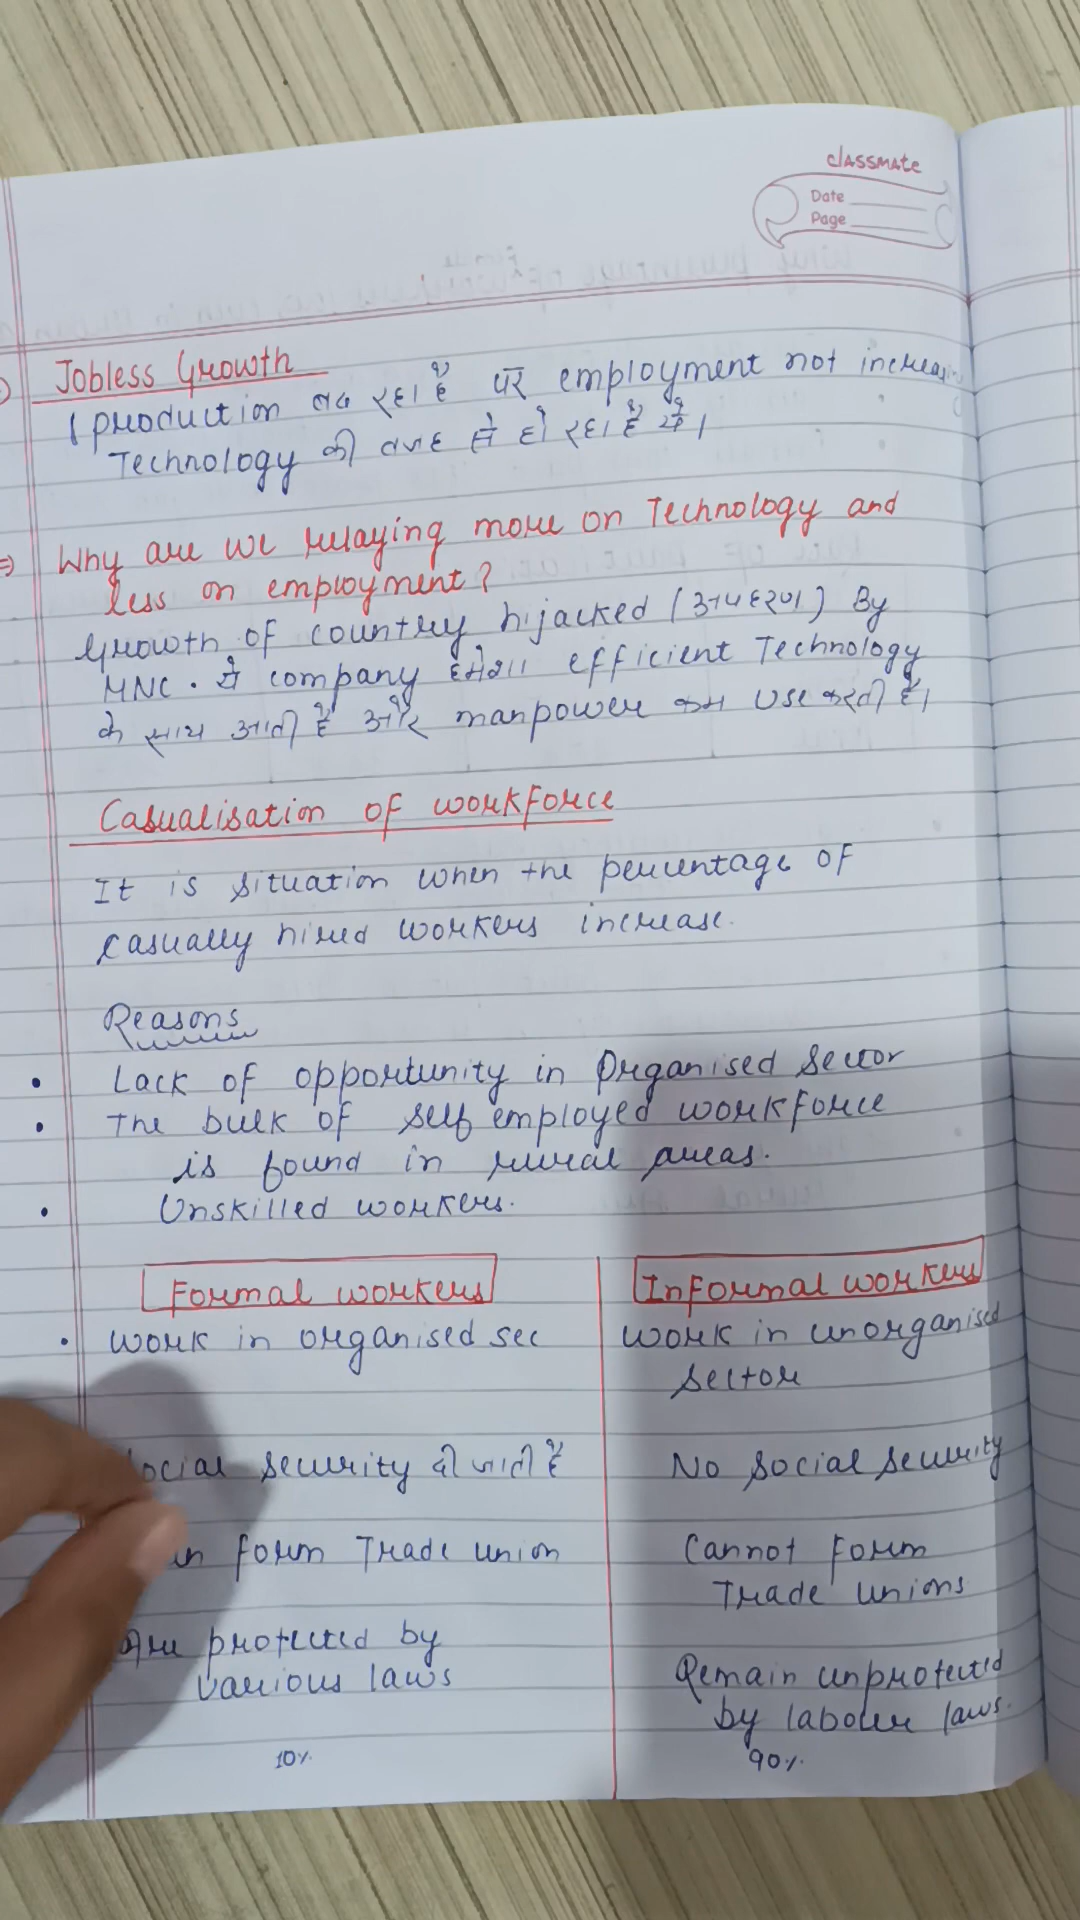 classmate
Date
Page
Jobless Growth
(production बढ रहा है पर employment not increasin
Technology की वजह से हो रहा है ये।
⇒ Why are we relaying more on Technology and
less on employment?
Growth of country hijacked (अपहरण) By
MNC. ये company हमेशा efficient Technology
के साथ आती है और manpower कम use करती है।
Casualisation of workforce
It is situation when the percentage of
casually hired workers increase.
Reasons
• Lack of opportunity in Organised Sector
• The bulk of self employed workforce
is found in rural areas.
• Unskilled workers.
Formal workers
Informal workers
• work in organised sec
work in unorganised
sector
ocial security दी जाती है
No social security
an form Trade union
Cannot form
Trade unions
Are protected by
various laws
Remain unprotected
by labour laws.
10%
90%